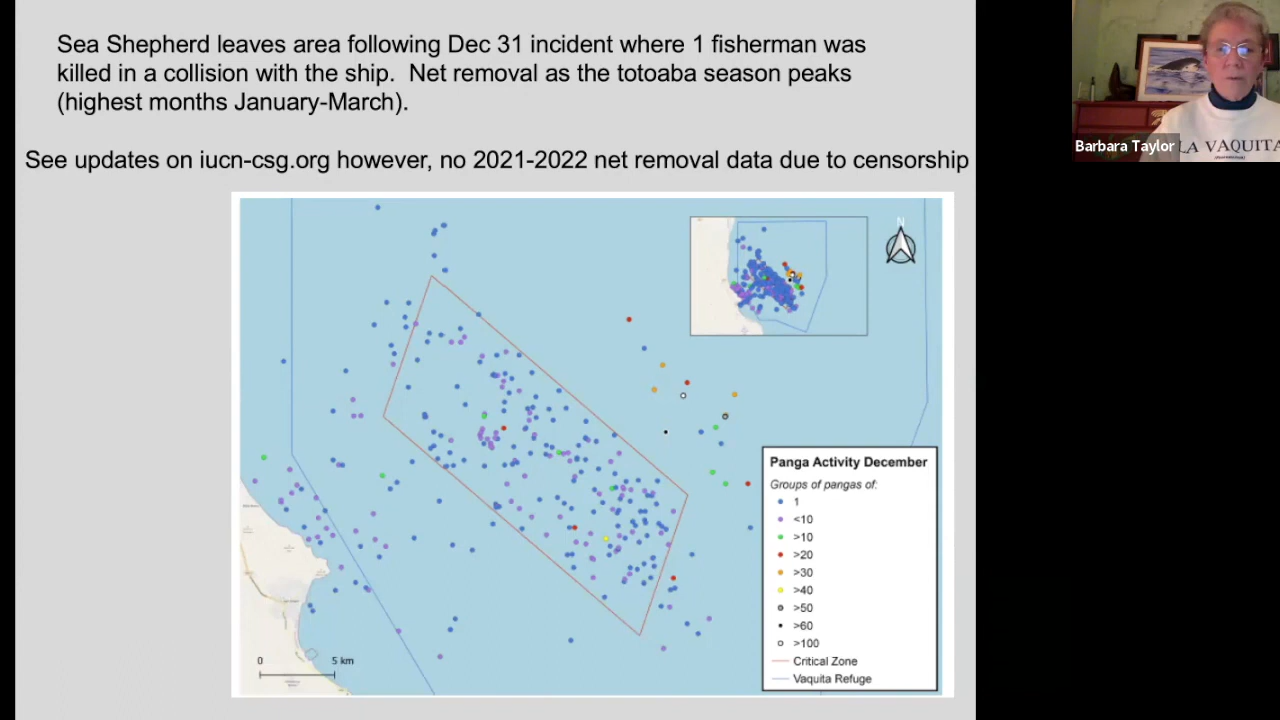 Sea Shepherd leaves area following Dec 31 incident where 1 fisherman was
killed in a collision with the ship. Net removal as the totoaba season peaks
(highest months January-March).
See updates on iucn-csg.org however, no 2021-2022 net removal data due to censorship
N
Panga Activity December
Groups of pangas of:
1
<10
>10
>20
>30
>40
>50
>60
>100
Critical Zone
Vaquita Refuge
0 5 km
Barbara Taylor
LA VAQUITA